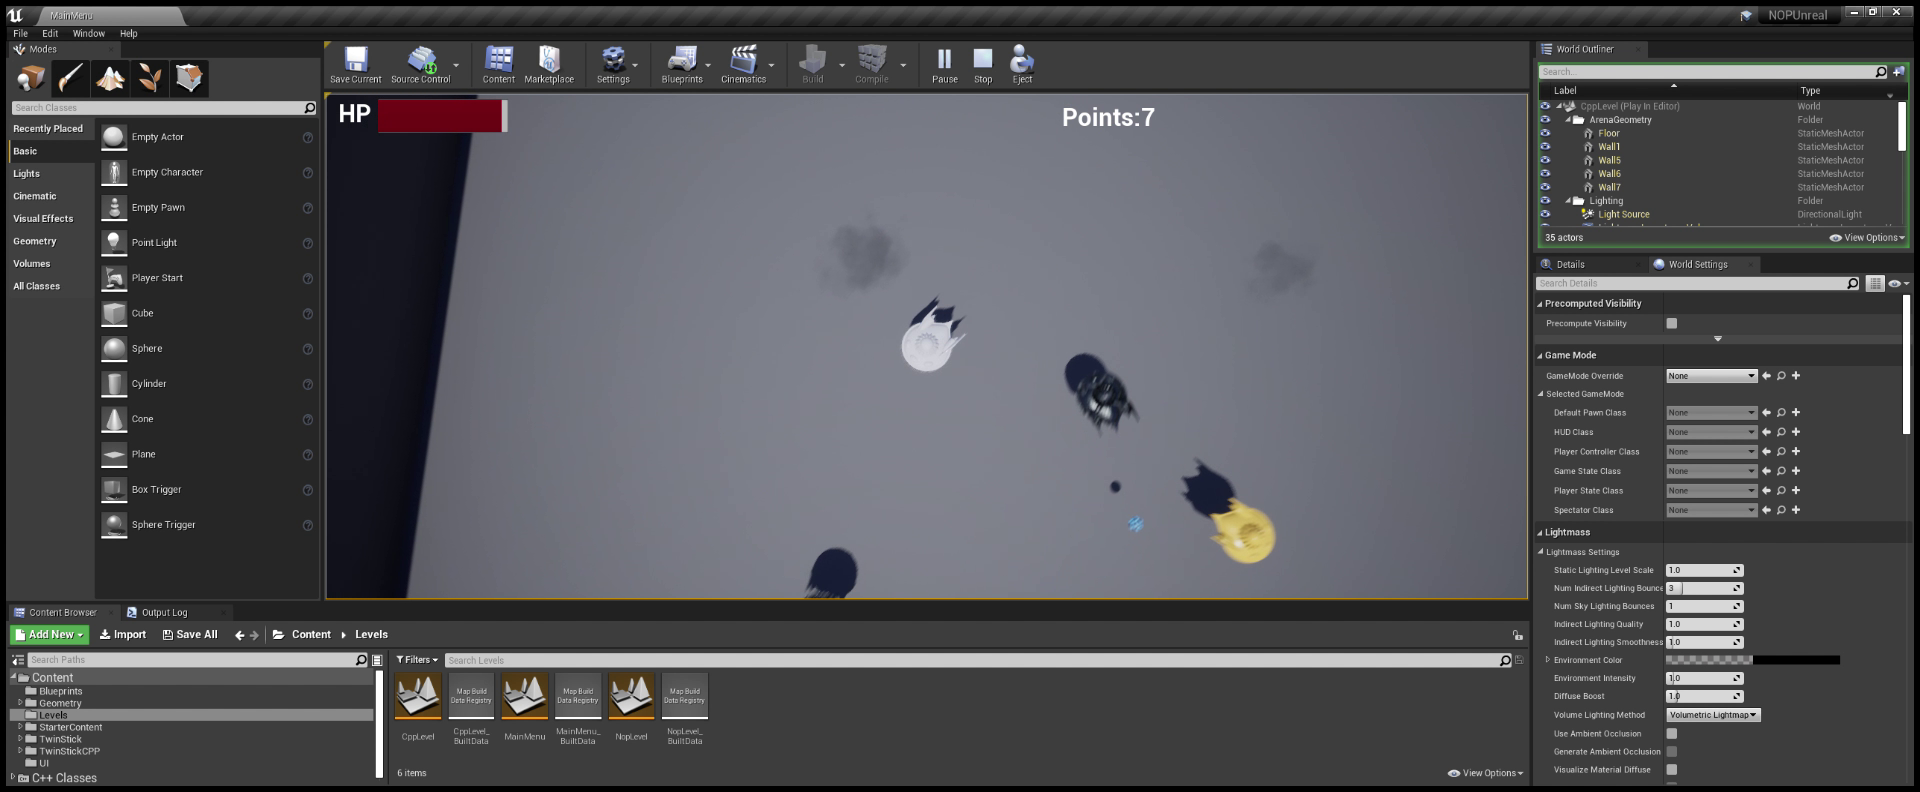 MainMenu
NOPUnreal
File Edit Window Help
Modes
Search Classes
Recently Placed
Basic
Lights
Cinematic
Visual Effects
Geometry
Volumes
All Classes
Empty Actor
Empty Character
Empty Pawn
Point Light
Player Start
Cube
Sphere
Cylinder
Cone
Plane
Box Trigger
Sphere Trigger
Save Current Source Control Content Marketplace Settings Blueprints Cinematics Build Compile Pause Stop Eject
HP
Points:7
World Outliner
Search...
Label Type
CppLevel (Play In Editor) World
ArenaGeometry Folder
Floor StaticMeshActor
Wall1 StaticMeshActor
Wall5 StaticMeshActor
Wall6 StaticMeshActor
Wall7 StaticMeshActor
Lighting Folder
Light Source DirectionalLight
35 actors View Options
Details World Settings
Search Details
Precomputed Visibility
Precompute Visibility
Game Mode
GameMode Override None
Selected GameMode
Default Pawn Class None
HUD Class None
Player Controller Class None
Game State Class None
Player State Class None
Spectator Class None
Lightmass
Lightmass Settings
Static Lighting Level Scale 1.0
Num Indirect Lighting Bounce 3
Num Sky Lighting Bounces 1
Indirect Lighting Quality 1.0
Indirect Lighting Smoothness 1.0
Environment Color
Environment Intensity 1.0
Diffuse Boost 1.0
Volume Lighting Method Volumetric Lightmap
Use Ambient Occlusion
Generate Ambient Occlusion
Visualize Material Diffuse
Content Browser Output Log
Add New Import Save All Content Levels
Search Paths
Content
Blueprints
Geometry
Levels
StarterContent
TwinStick
TwinStickCPP
UI
C++ Classes
Filters Search Levels
Map Build
Data Registry
Map Build
Data Registry
Map Build
Data Registry
CppLevel
CppLevel_
BuiltData
MainMenu
MainMenu_
BuiltData
NopLevel
NopLevel_
BuiltData
6 items View Options